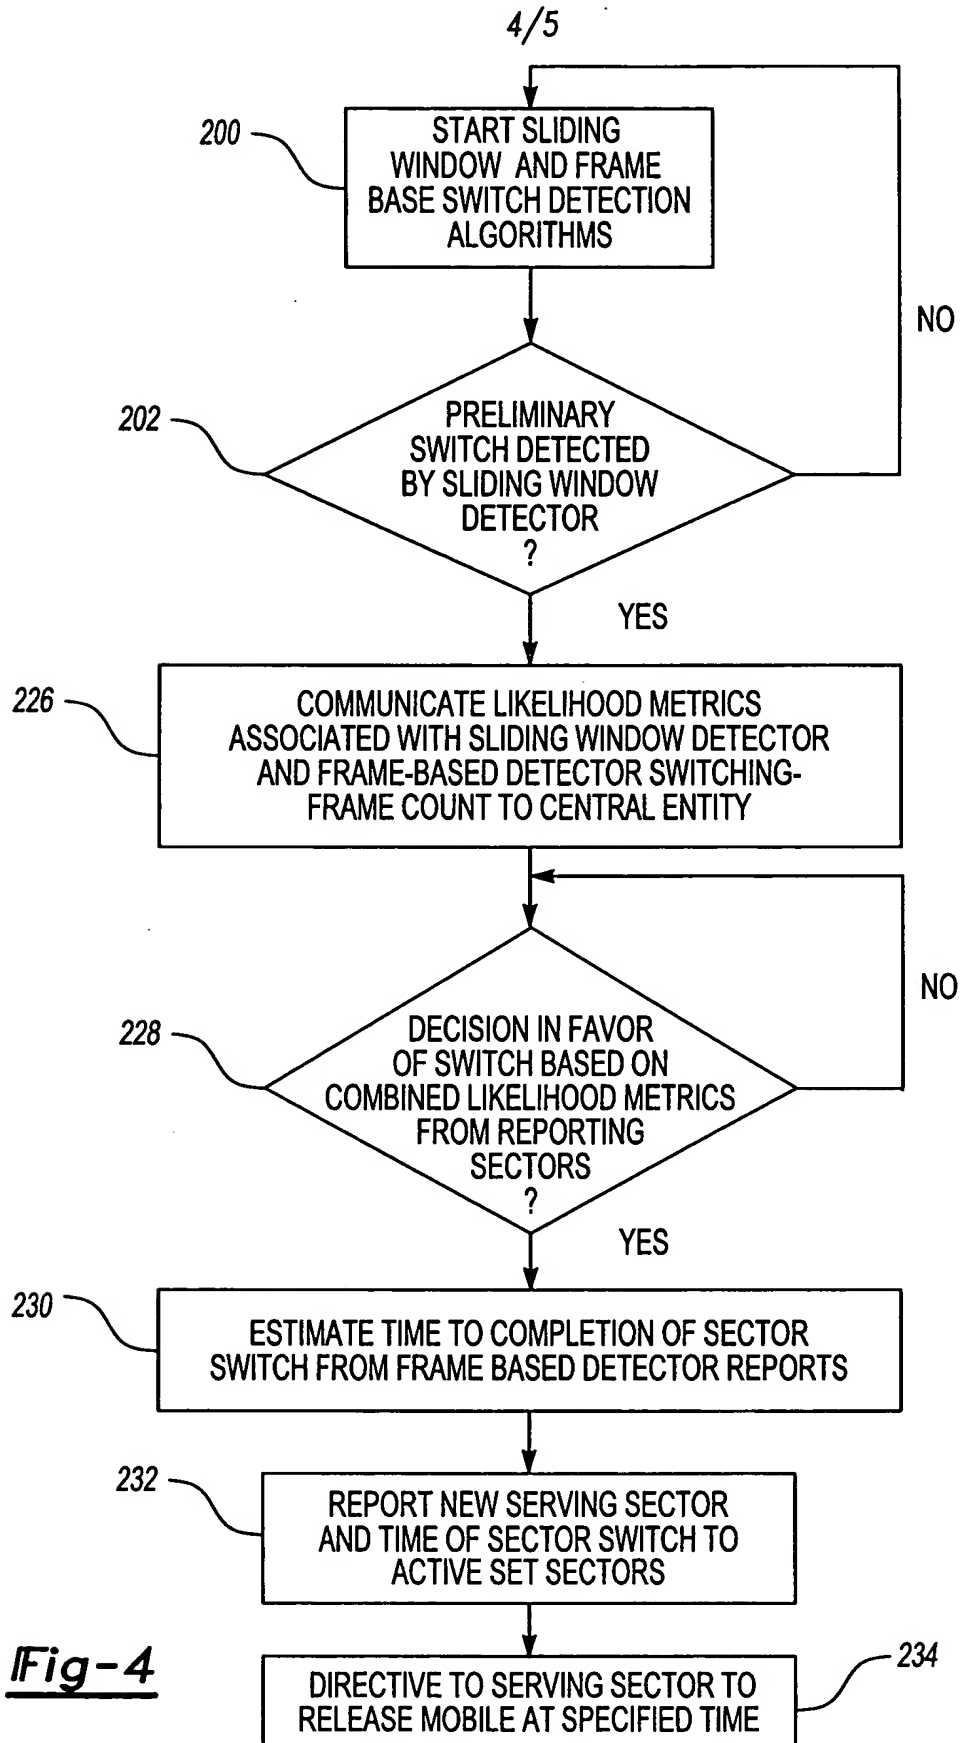 4/5
200
START SLIDING
WINDOW AND FRAME
BASE SWITCH DETECTION
ALGORITHMS
NO
202
PRELIMINARY
SWITCH DETECTED
BY SLIDING WINDOW
DETECTOR
?
YES
226
COMMUNICATE LIKELIHOOD METRICS
ASSOCIATED WITH SLIDING WINDOW DETECTOR
AND FRAME-BASED DETECTOR SWITCHING-
FRAME COUNT TO CENTRAL ENTITY
NO
228
DECISION IN FAVOR
OF SWITCH BASED ON
COMBINED LIKELIHOOD METRICS
FROM REPORTING
SECTORS
?
YES
230
ESTIMATE TIME TO COMPLETION OF SECTOR
SWITCH FROM FRAME BASED DETECTOR REPORTS
232
REPORT NEW SERVING SECTOR
AND TIME OF SECTOR SWITCH TO
ACTIVE SET SECTORS
Fig-4
234
DIRECTIVE TO SERVING SECTOR TO
RELEASE MOBILE AT SPECIFIED TIME